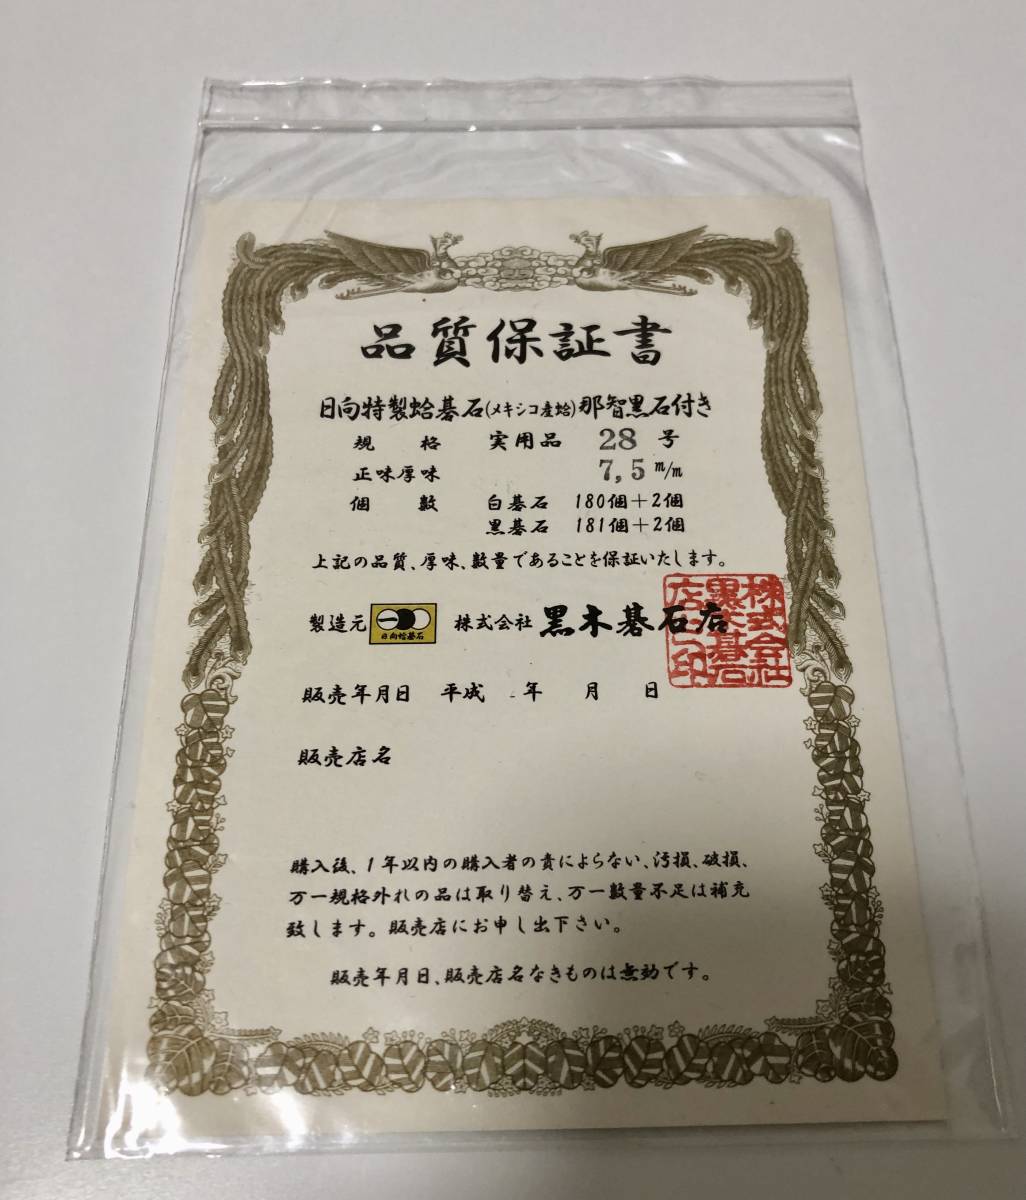 品質保証書
日向特製蛤碁石(メキシコ産蛤)那智黒石付き
規格 実用品 28号
正味厚味 7,5 m/m
個数 白碁石 180個+2個
黒碁石 181個+2個
上記の品質、厚味、数量であることを保証いたします。
製造元 日向蛤碁石 株式会社 黒木碁石店
株式会社黒木碁石店之印
販売年月日 平成 年 月 日
販売店名
購入後、1年以内の購入者の責によらない、汚損、破損、
万一規格外れの品は取り替え、万一数量不足は補充
致します。販売店にお申し出下さい。
販売年月日、販売店名なきものは無効です。